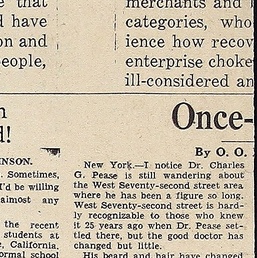 e that
d have
on and
eople,
merchants and
categories, who
ience how recov
enterprise choke
ill-considered an
n
d!
NSON.
. Sometimes,
I'd be willing
almost any
the recent
students at
e, California.
ormal school
Once-
By O. O.
New York.—I notice Dr. Charles
G. Pease is still wandering about
the West Seventy-second street area
where he has been a figure so long.
West Seventy-second street is hard-
ly recognizable to those who knew
it 25 years ago when Dr. Pease set-
tled there, but the good doctor has
changed but little.
His beard and hair have changed